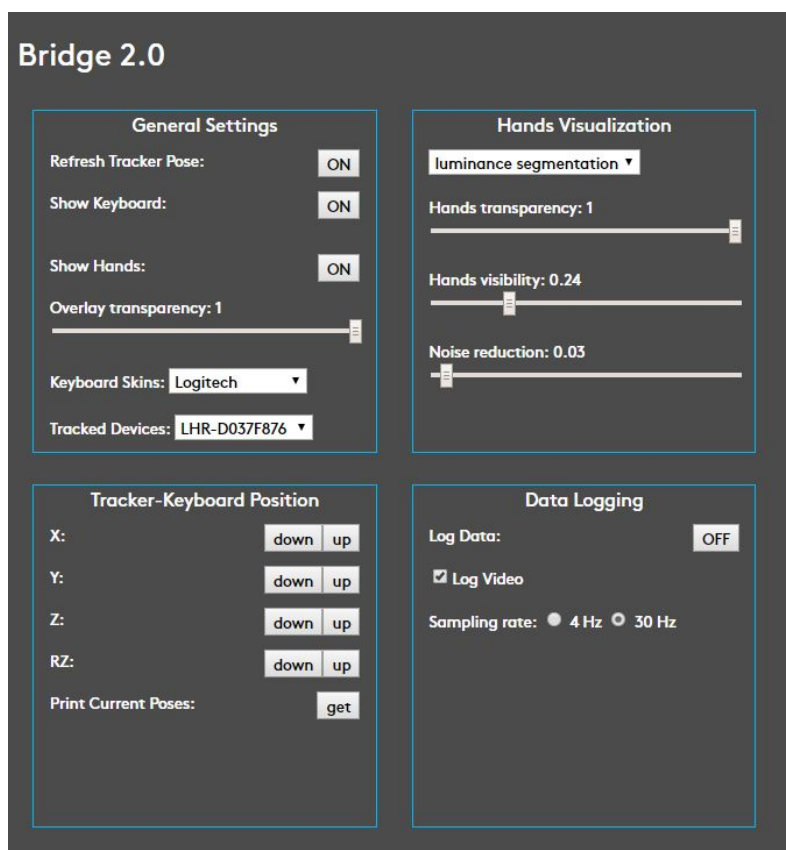 Bridge 2.0
General Settings
Refresh Tracker Pose: ON
Show Keyboard: ON
Show Hands: ON
Overlay transparency: 1
Keyboard Skins: Logitech
Tracked Devices: LHR-D037F876
Hands Visualization
luminance segmentation
Hands transparency: 1
Hands visibility: 0.24
Noise reduction: 0.03
Tracker-Keyboard Position
X: down up
Y: down up
Z: down up
RZ: down up
Print Current Poses: get
Data Logging
Log Data: OFF
Log Video
Sampling rate: 4 Hz 30 Hz